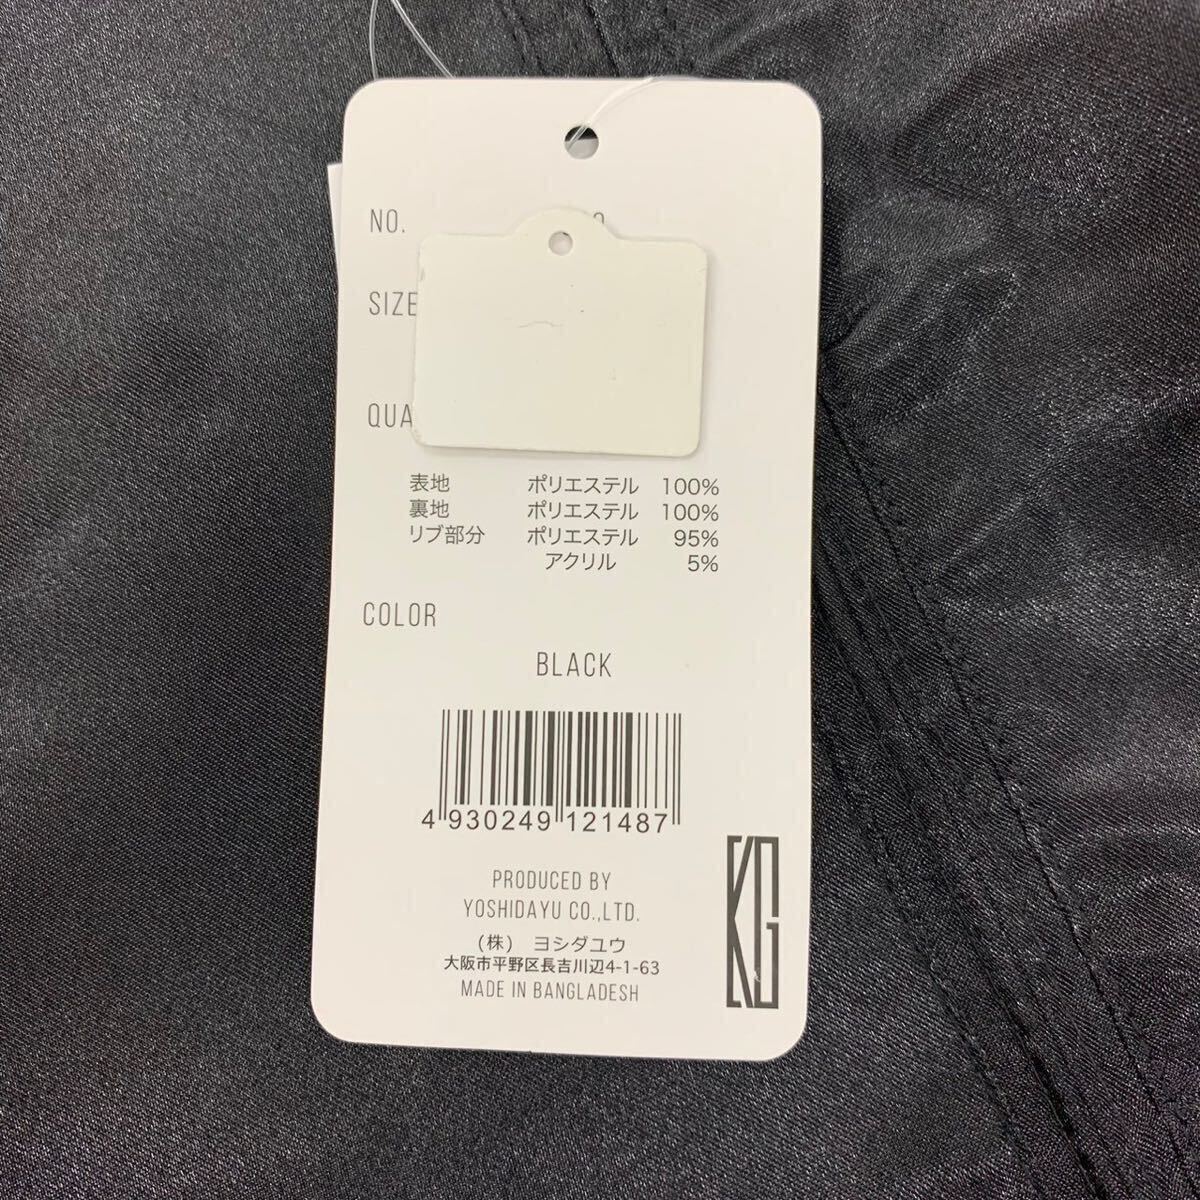 NO.
SIZE
QUA
表地 ポリエステル 100%
裏地 ポリエステル 100%
リブ部分 ポリエステル 95%
アクリル 5%
COLOR
BLACK
4 930249 121487
PRODUCED BY
YOSHIDAYU CO.,LTD.
(株) ヨシダユウ
大阪市平野区長吉川辺4-1-63
MADE IN BANGLADESH
KG